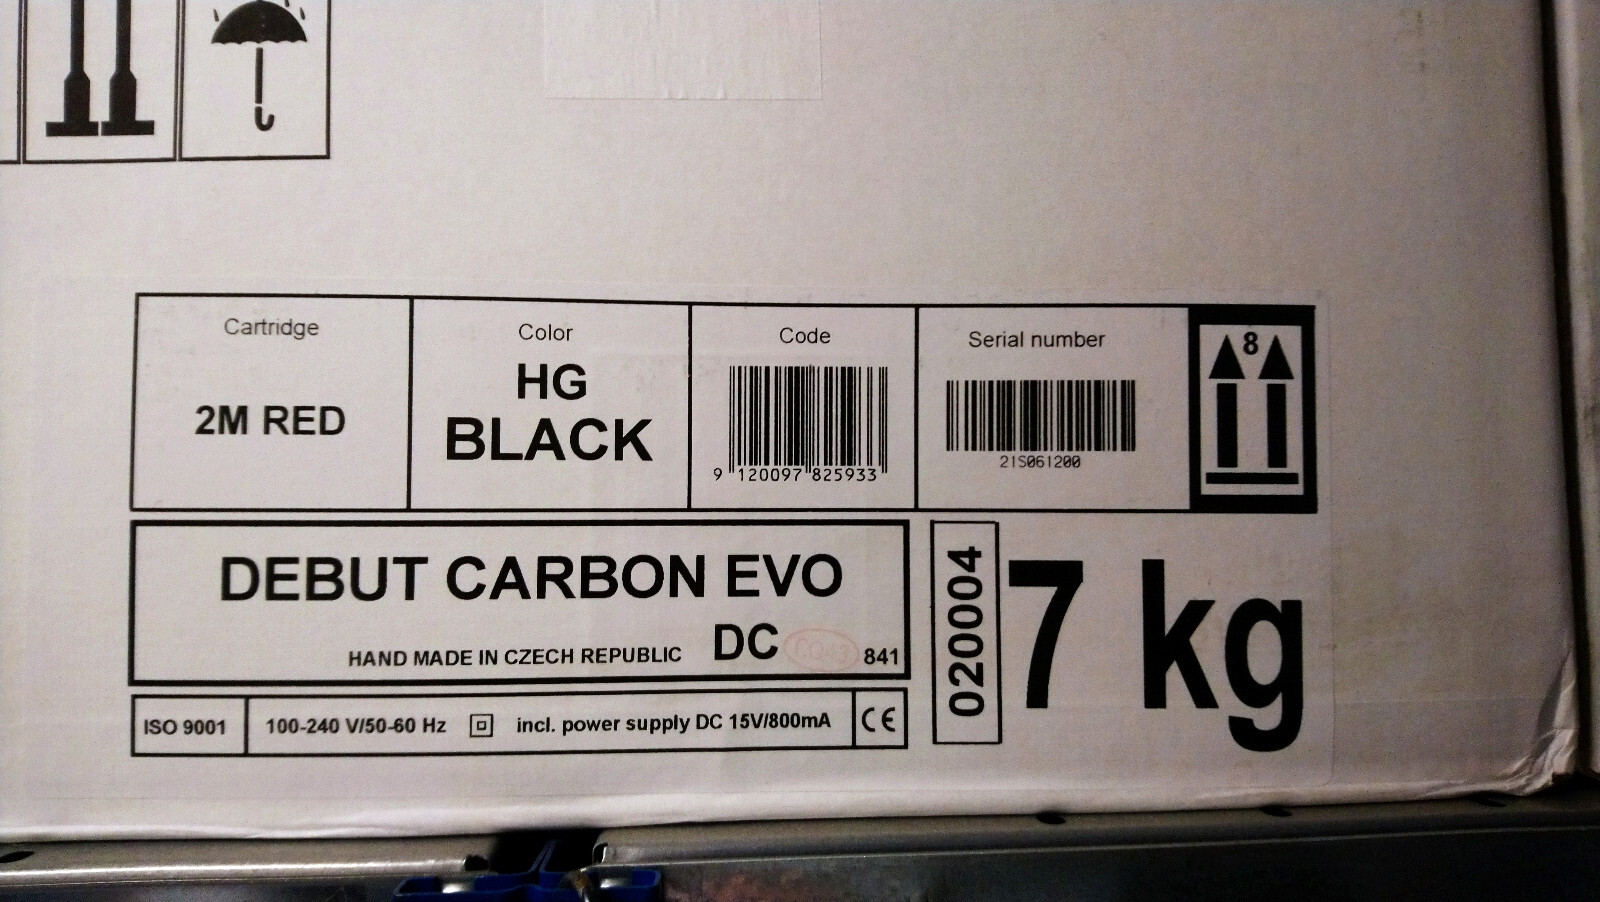 Cartridge
2M RED
Color
HG
BLACK
Code
9 120097 825933
Serial number
21S061200
8
DEBUT CARBON EVO
HAND MADE IN CZECH REPUBLIC DC 841
020004
7 kg
ISO 9001
100-240 V/50-60 Hz incl. power supply DC 15V/800mA
CE